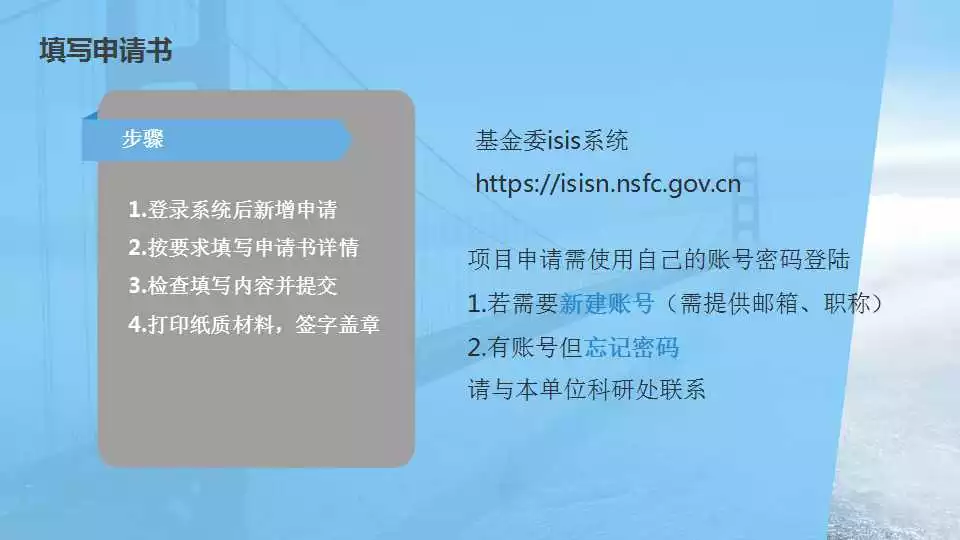 填写申请书
步骤
1.登录系统后新增申请
2.按要求填写申请书详情
3.检查填写内容并提交
4.打印纸质材料，签字盖章
基金委isis系统
https://isisn.nsfc.gov.cn
项目申请需使用自己的账号密码登陆
1.若需要新建账号（需提供邮箱、职称）
2.有账号但忘记密码
请与本单位科研处联系